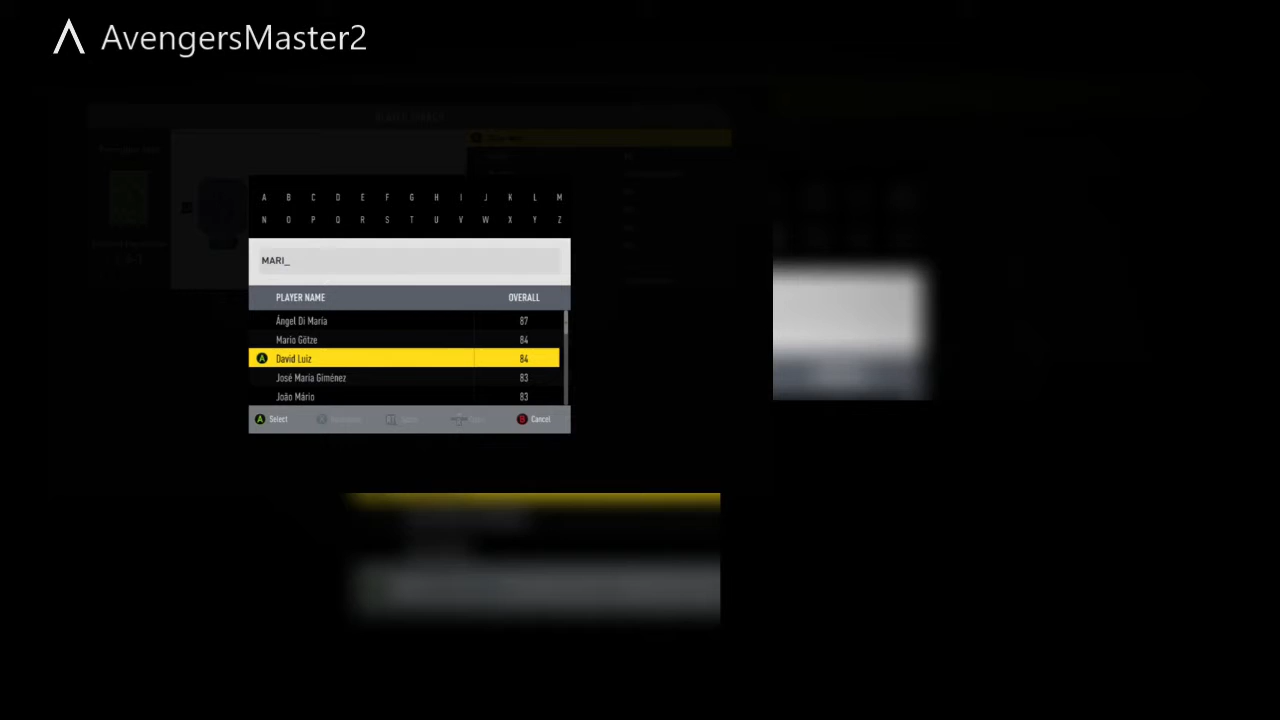 AvengersMaster2
A B C D E F G H I J K L M
N O P Q R S T U V W X Y Z
MARI_
PLAYER NAME OVERALL
Ángel Di María 87
Mario Götze 84
A David Luiz 84
José María Giménez 83
João Mário 83
A Select B Cancel